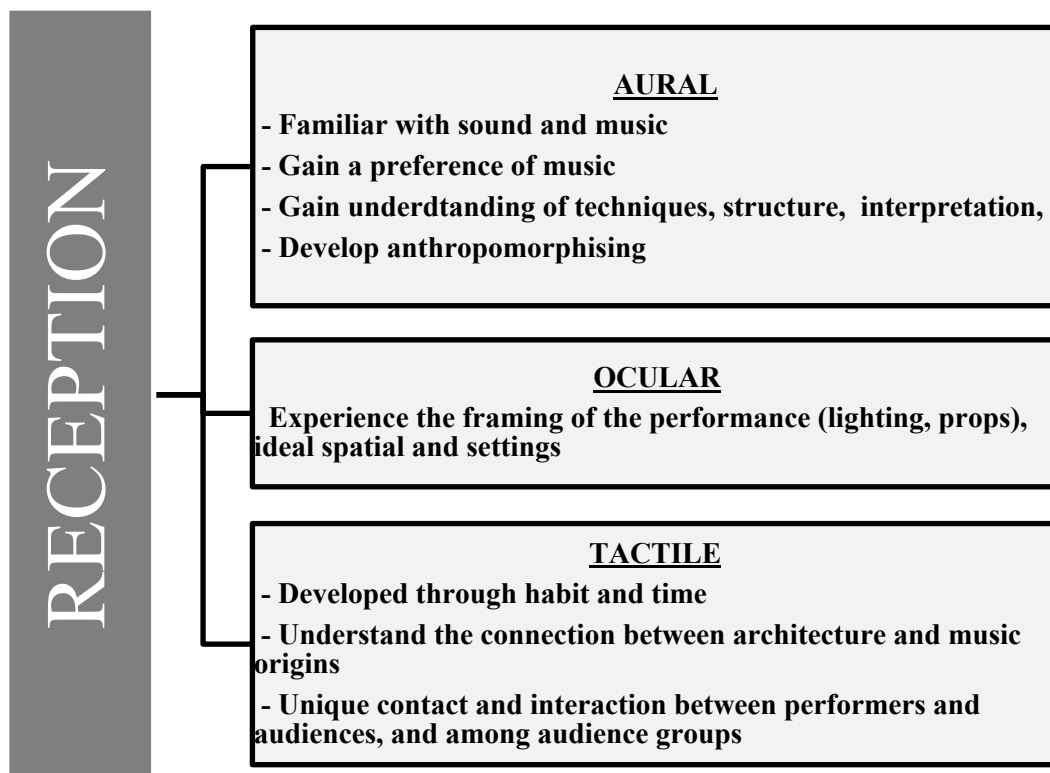 RECEPTION
AURAL
- Familiar with sound and music
- Gain a preference of music
- Gain underdtanding of techniques, structure, interpretation,
- Develop anthropomorphising
OCULAR
Experience the framing of the performance (lighting, props),
ideal spatial and settings
TACTILE
- Developed through habit and time
- Understand the connection between architecture and music
origins
- Unique contact and interaction between performers and
audiences, and among audience groups